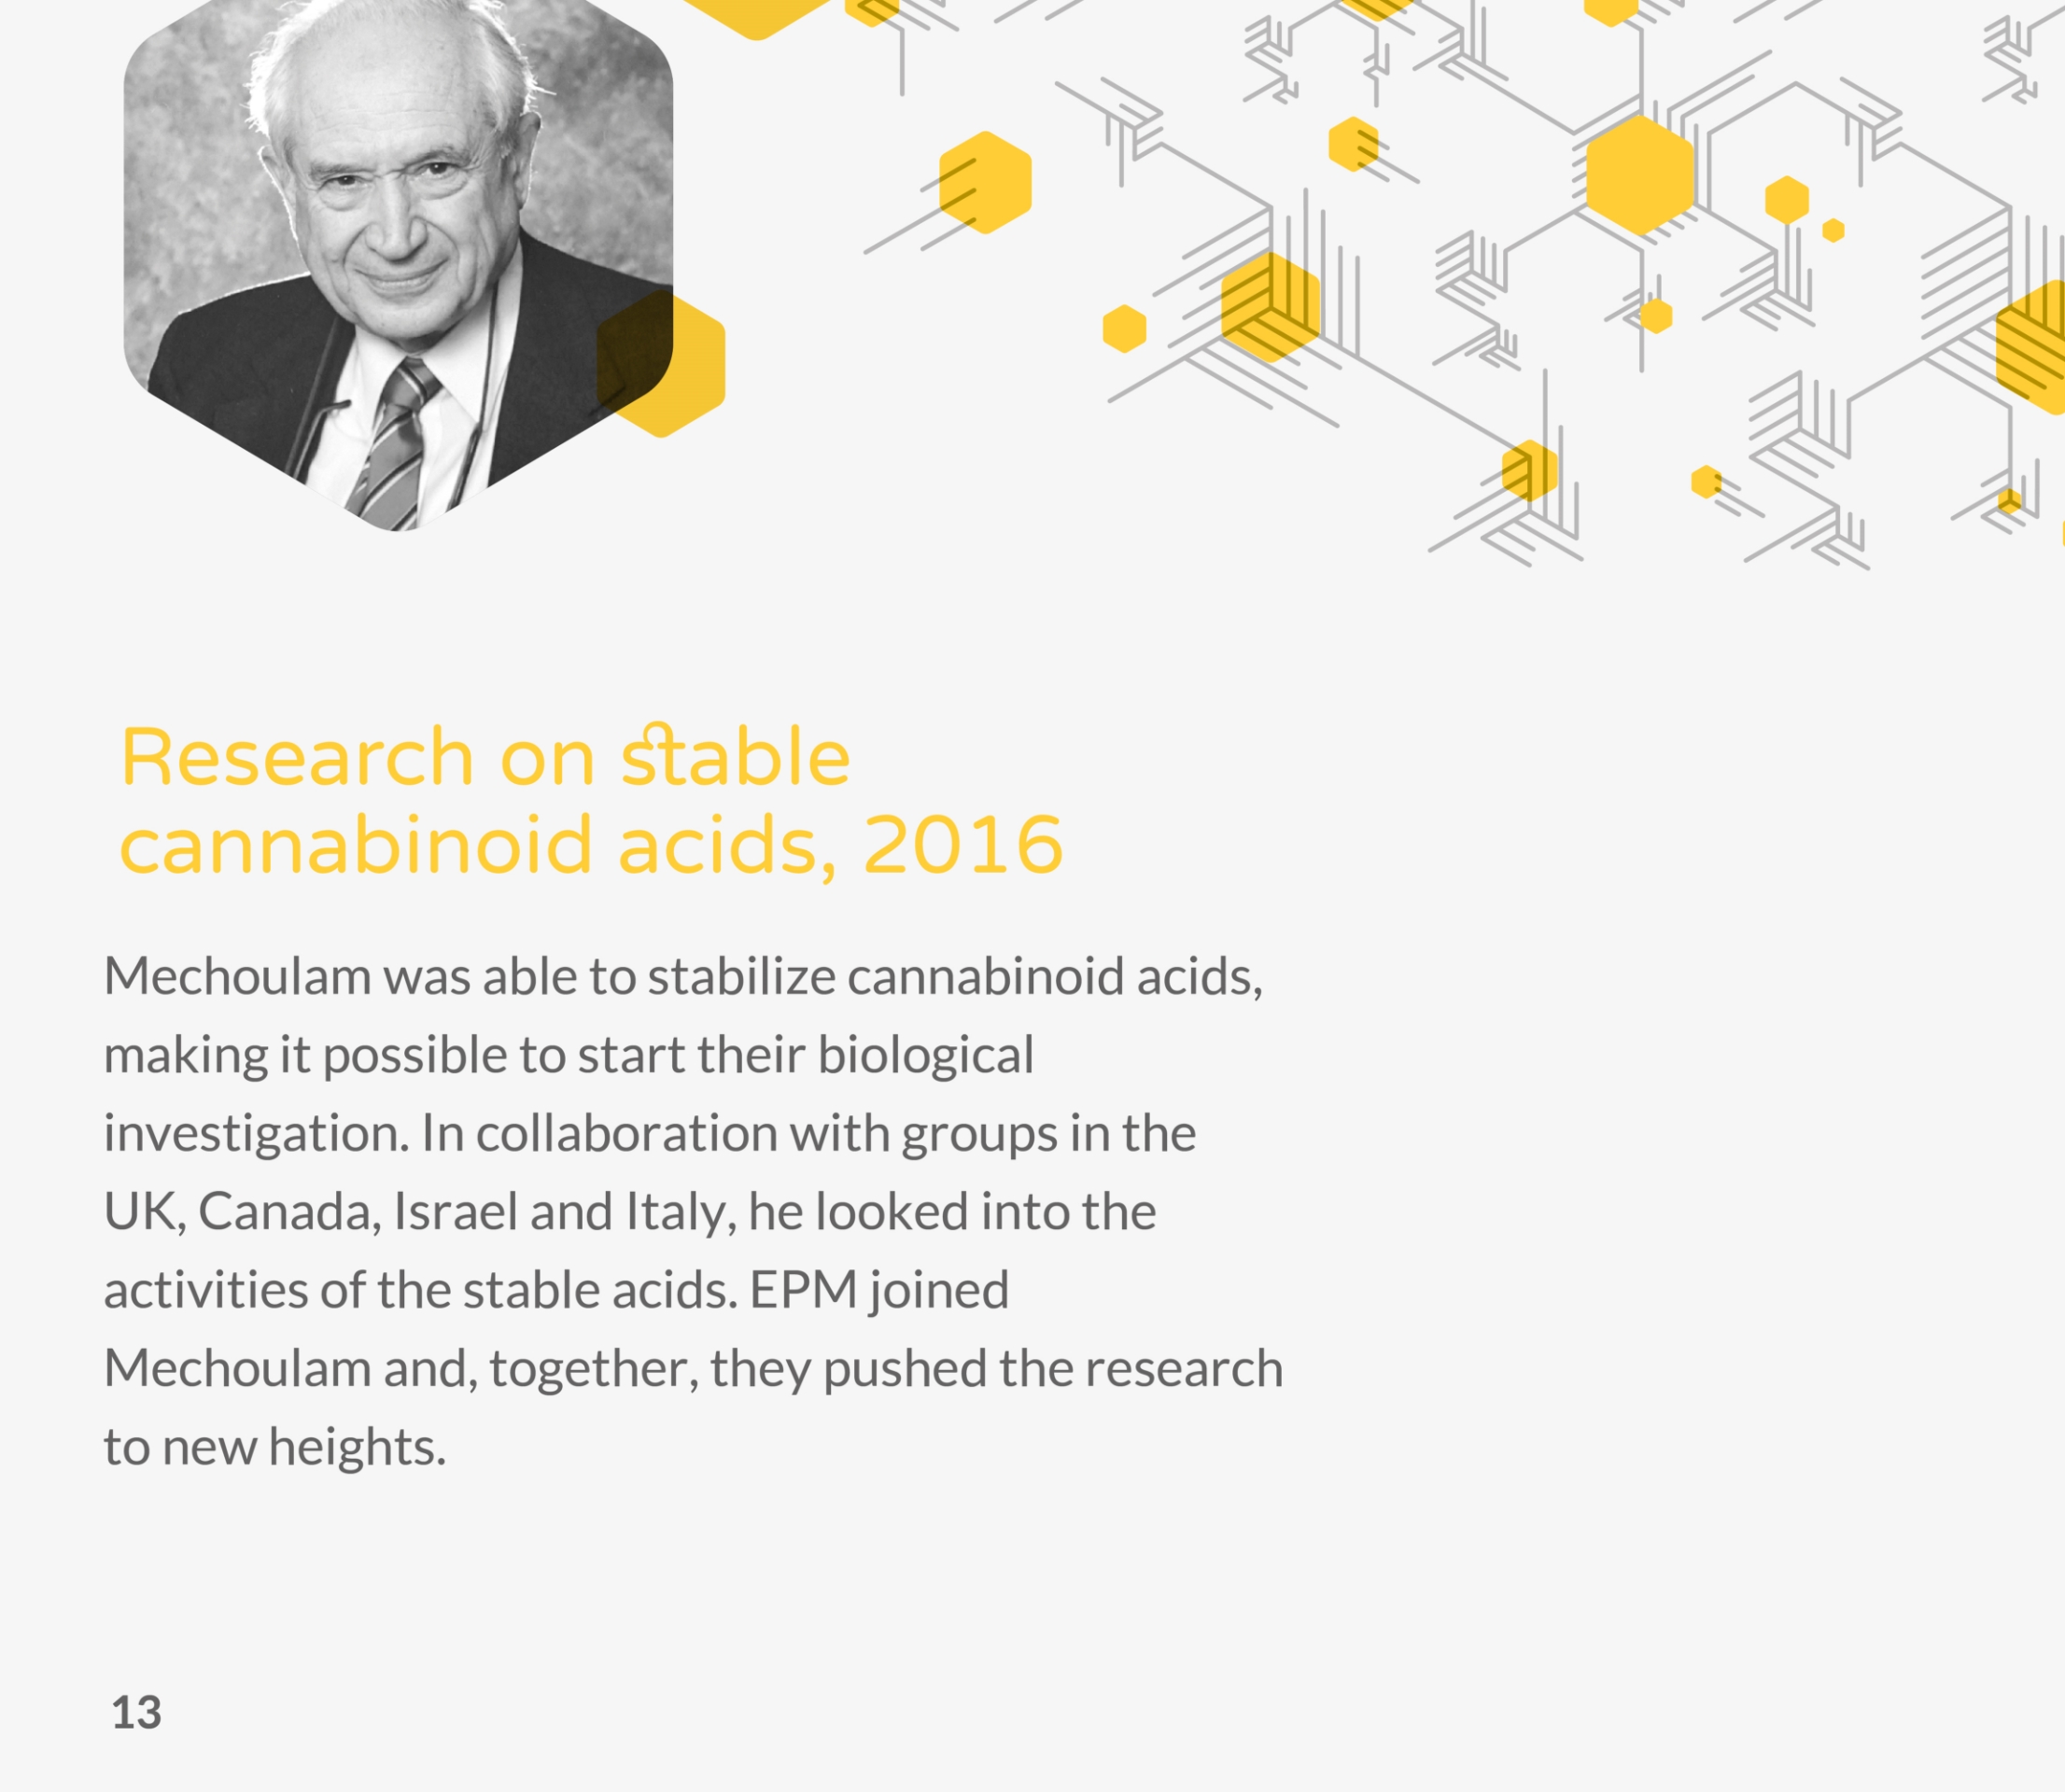 Research on stable
cannabinoid acids, 2016
Mechoulam was able to stabilize cannabinoid acids,
making it possible to start their biological
investigation. In collaboration with groups in the
UK, Canada, Israel and Italy, he looked into the
activities of the stable acids. EPM joined
Mechoulam and, together, they pushed the research
to new heights.
13